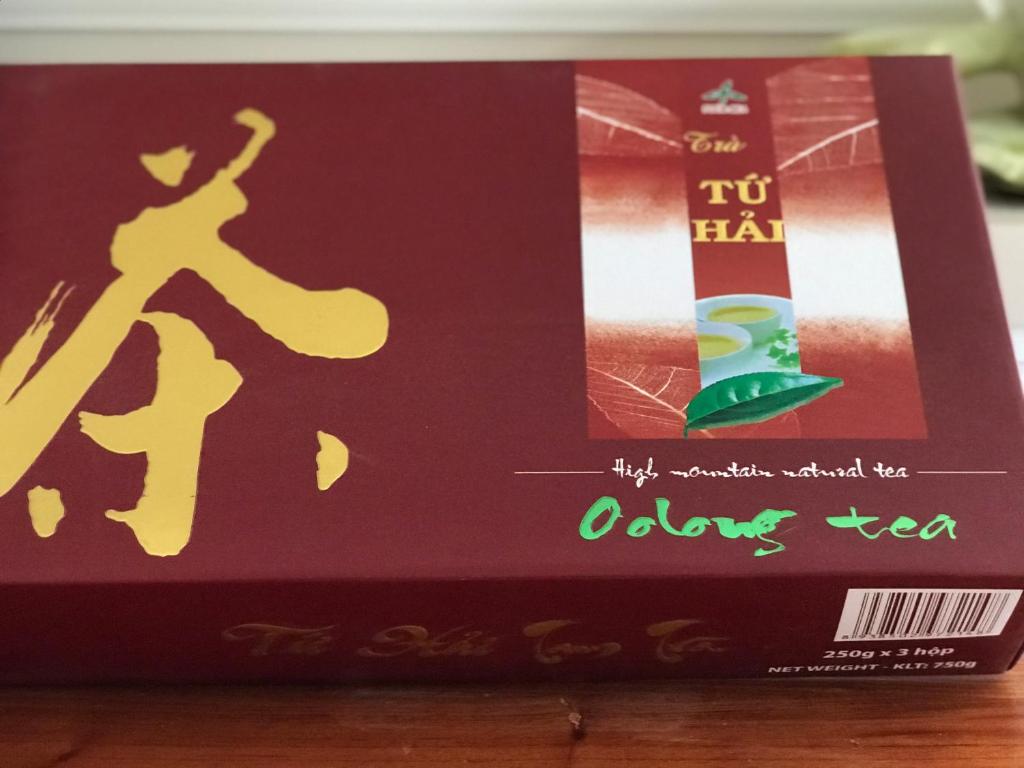 茶
Trà
TỨ
HẢI
High mountain natural tea
Oolong tea
250g x 3 hộp
NET WEIGHT - KLT: 750g